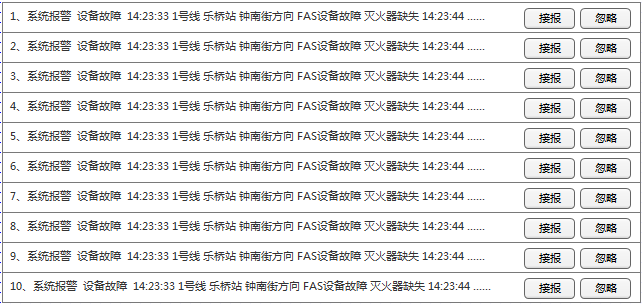 1、系统报警 设备故障 14:23:33 1号线 乐桥站 钟南街方向 FAS设备故障 灭火器缺失 14:23:44 ...... 接报 忽略
2、系统报警 设备故障 14:23:33 1号线 乐桥站 钟南街方向 FAS设备故障 灭火器缺失 14:23:44 ...... 接报 忽略
3、系统报警 设备故障 14:23:33 1号线 乐桥站 钟南街方向 FAS设备故障 灭火器缺失 14:23:44 ...... 接报 忽略
4、系统报警 设备故障 14:23:33 1号线 乐桥站 钟南街方向 FAS设备故障 灭火器缺失 14:23:44 ...... 接报 忽略
5、系统报警 设备故障 14:23:33 1号线 乐桥站 钟南街方向 FAS设备故障 灭火器缺失 14:23:44 ...... 接报 忽略
6、系统报警 设备故障 14:23:33 1号线 乐桥站 钟南街方向 FAS设备故障 灭火器缺失 14:23:44 ...... 接报 忽略
7、系统报警 设备故障 14:23:33 1号线 乐桥站 钟南街方向 FAS设备故障 灭火器缺失 14:23:44 ...... 接报 忽略
8、系统报警 设备故障 14:23:33 1号线 乐桥站 钟南街方向 FAS设备故障 灭火器缺失 14:23:44 ...... 接报 忽略
9、系统报警 设备故障 14:23:33 1号线 乐桥站 钟南街方向 FAS设备故障 灭火器缺失 14:23:44 ...... 接报 忽略
10、系统报警 设备故障 14:23:33 1号线 乐桥站 钟南街方向 FAS设备故障 灭火器缺失 14:23:44 ...... 接报 忽略